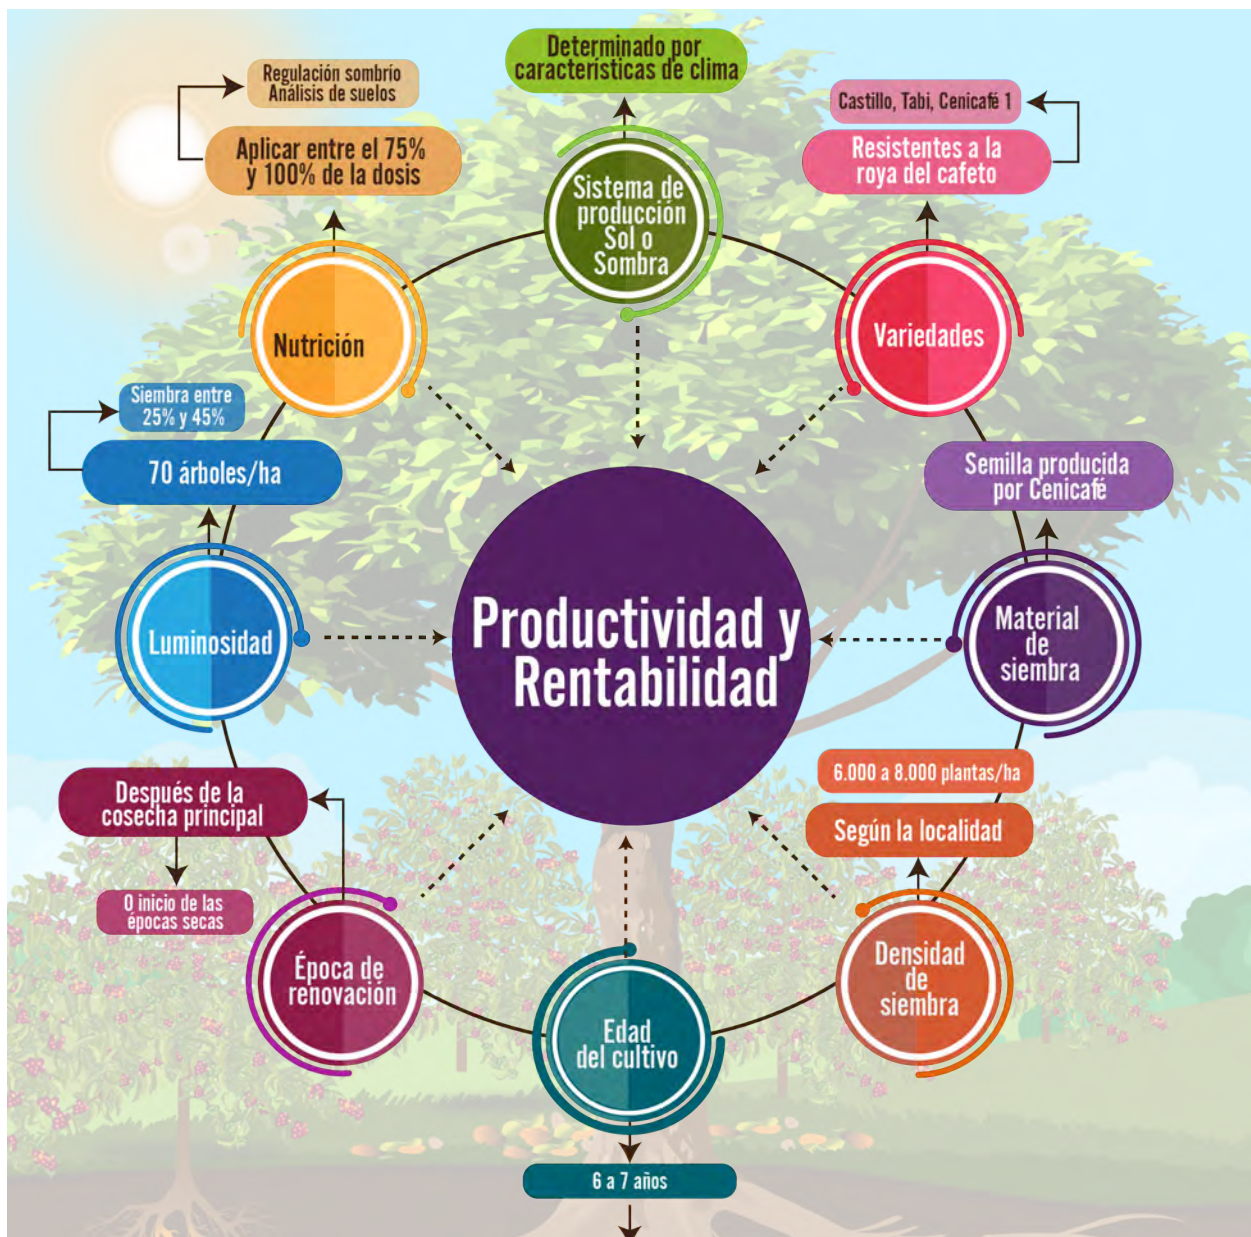 Determinado por
características de clima
Sistema de
producción
Sol o
Sombra
Regulación sombrío
Análisis de suelos
Aplicar entre el 75%
y 100% de la dosis
Nutrición
Castillo, Tabi, Cenicafé 1
Resistentes a la
roya del cafeto
Variedades
Siembra entre
25% y 45%
70 árboles/ha
Luminosidad
Productividad y
Rentabilidad
Semilla producida
por Cenicafé
Material
de
siembra
Después de la
cosecha principal
O inicio de las
épocas secas
Época de
renovación
6.000 a 8.000 plantas/ha
Según la localidad
Densidad
de
siembra
Edad
del cultivo
6 a 7 años